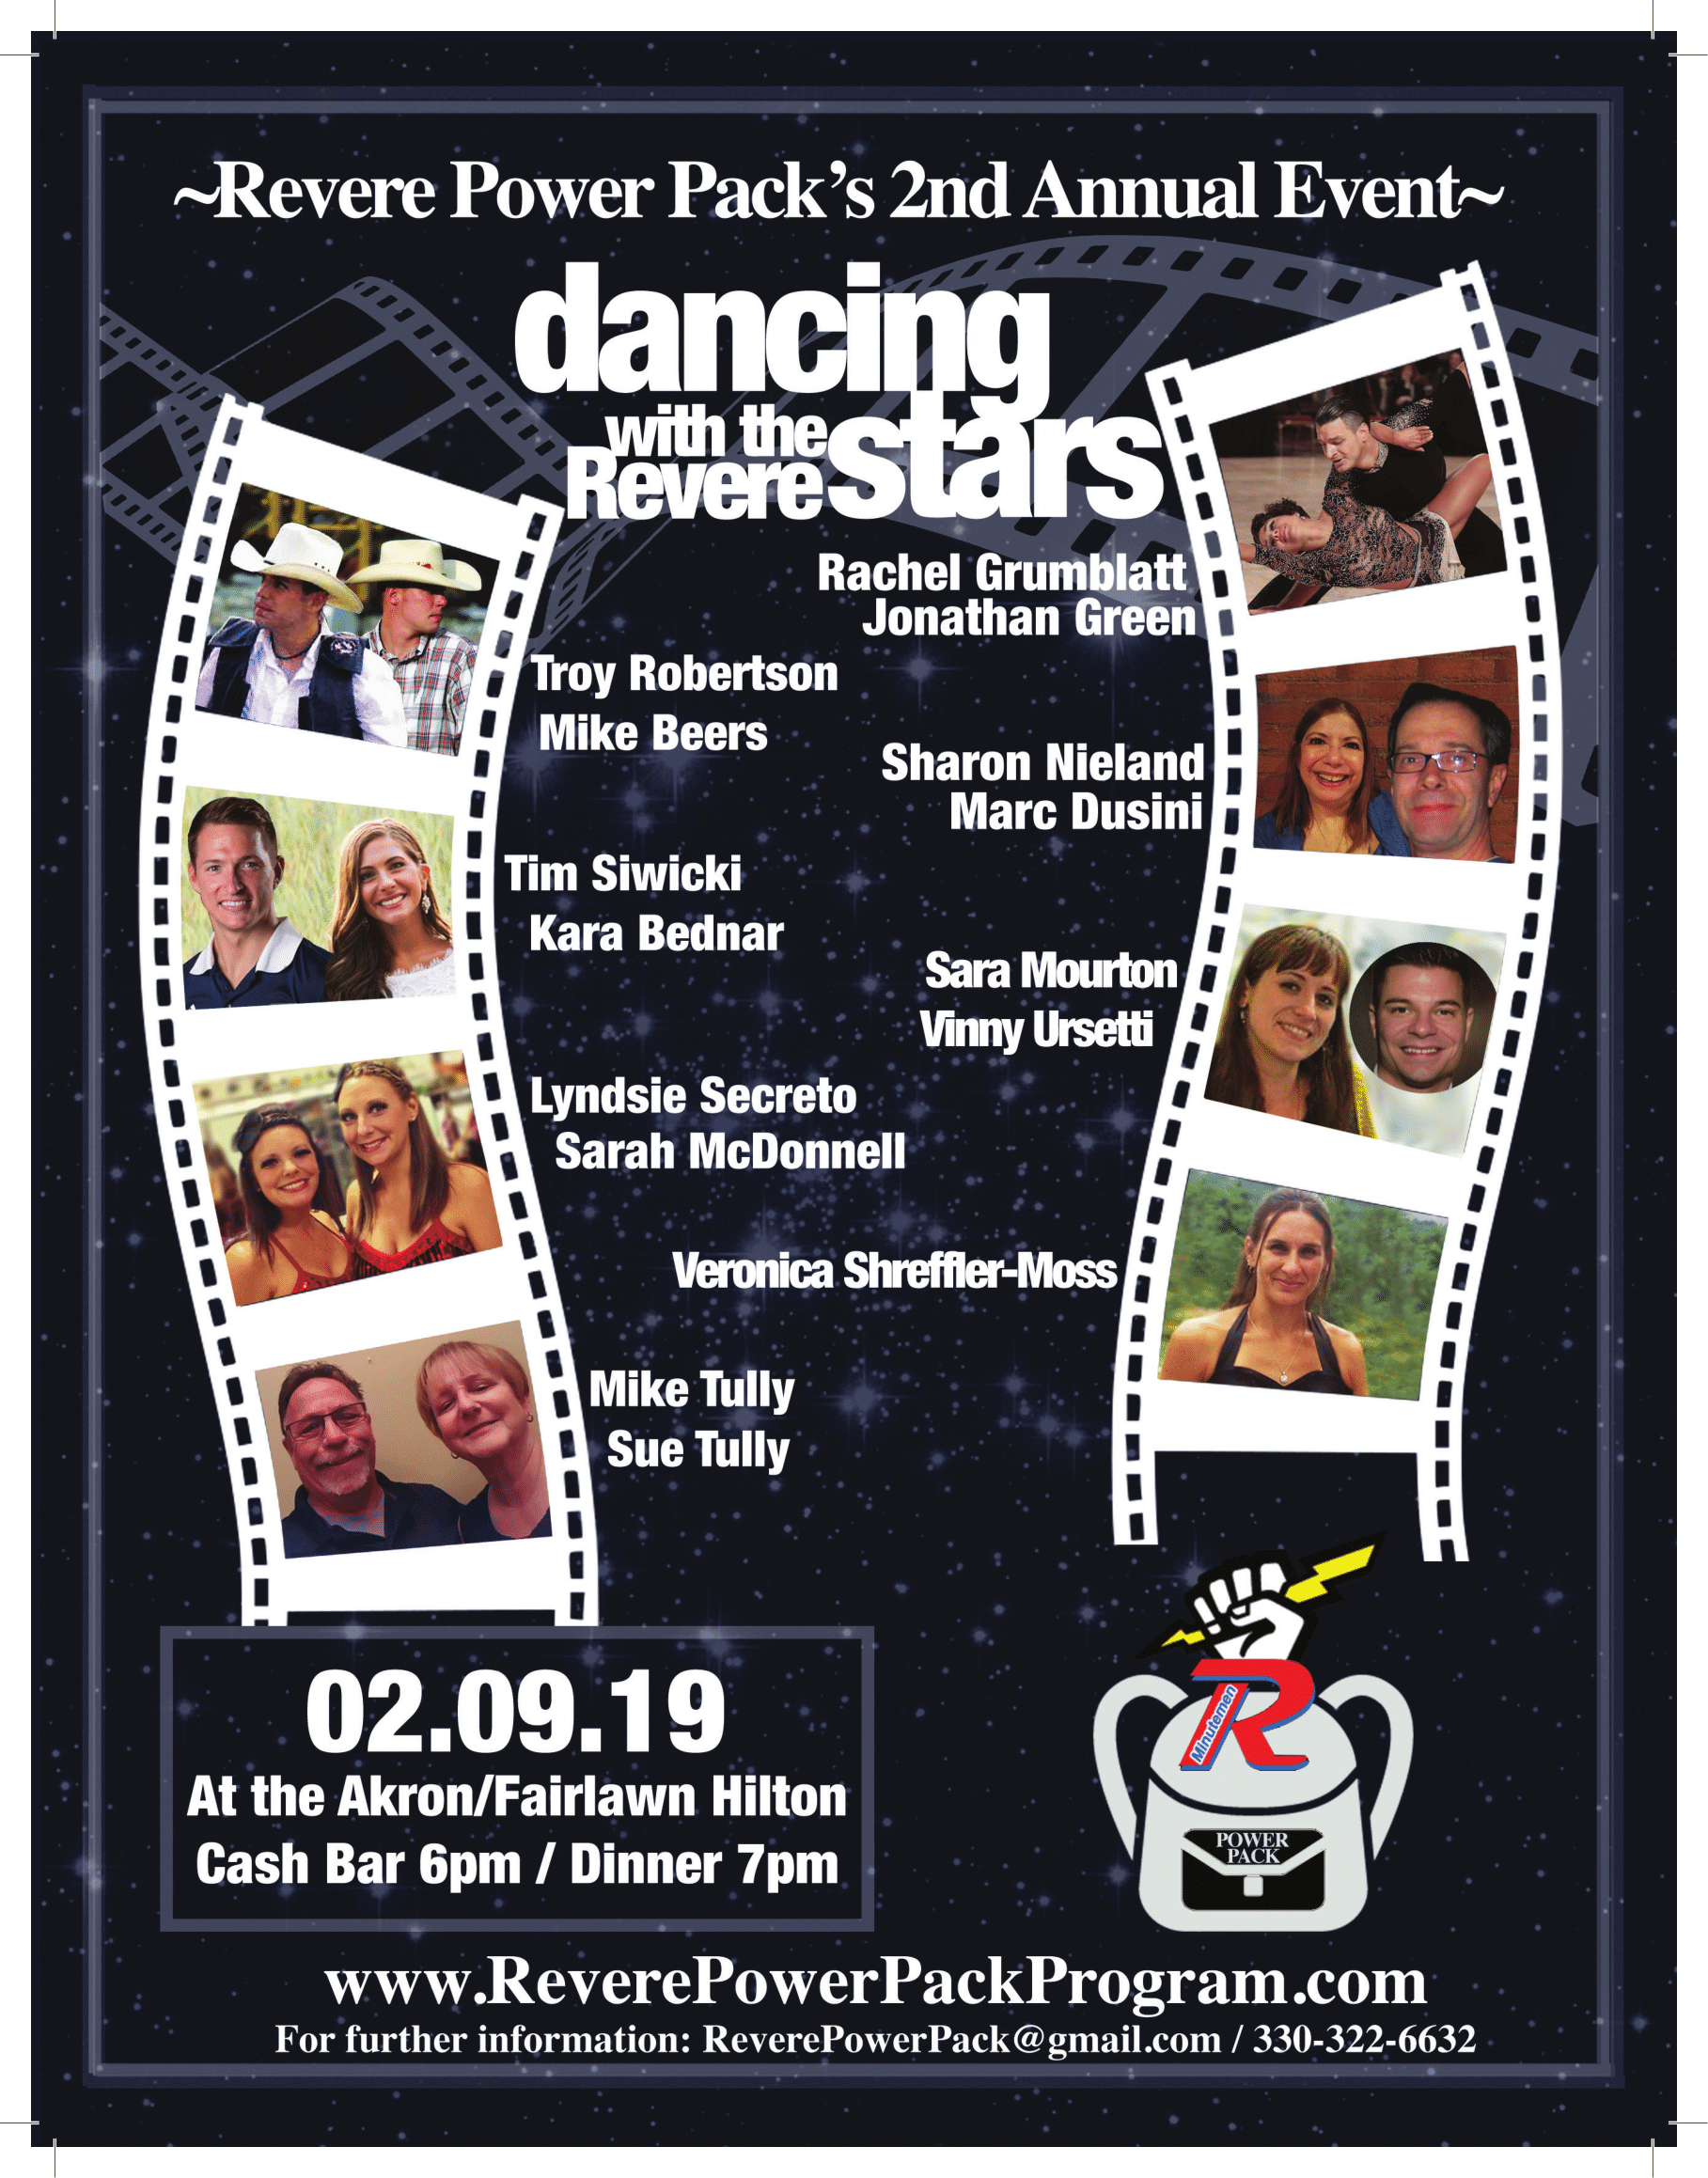 ~Revere Power Pack’s 2nd Annual Event~
dancing
with the
Revere stars
Rachel Grumblatt
Jonathan Green
Troy Robertson
Mike Beers
Sharon Nieland
Marc Dusini
Tim Siwicki
Kara Bednar
Sara Mourton
Vinny Ursetti
Lyndsie Secreto
Sarah McDonnell
Veronica Shreffler-Moss
Mike Tully
Sue Tully
02.09.19
At the Akron/Fairlawn Hilton
Cash Bar 6pm / Dinner 7pm
R
Minutemen
POWER
PACK
www.ReverePowerPackProgram.com
For further information: ReverePowerPack@gmail.com / 330-322-6632